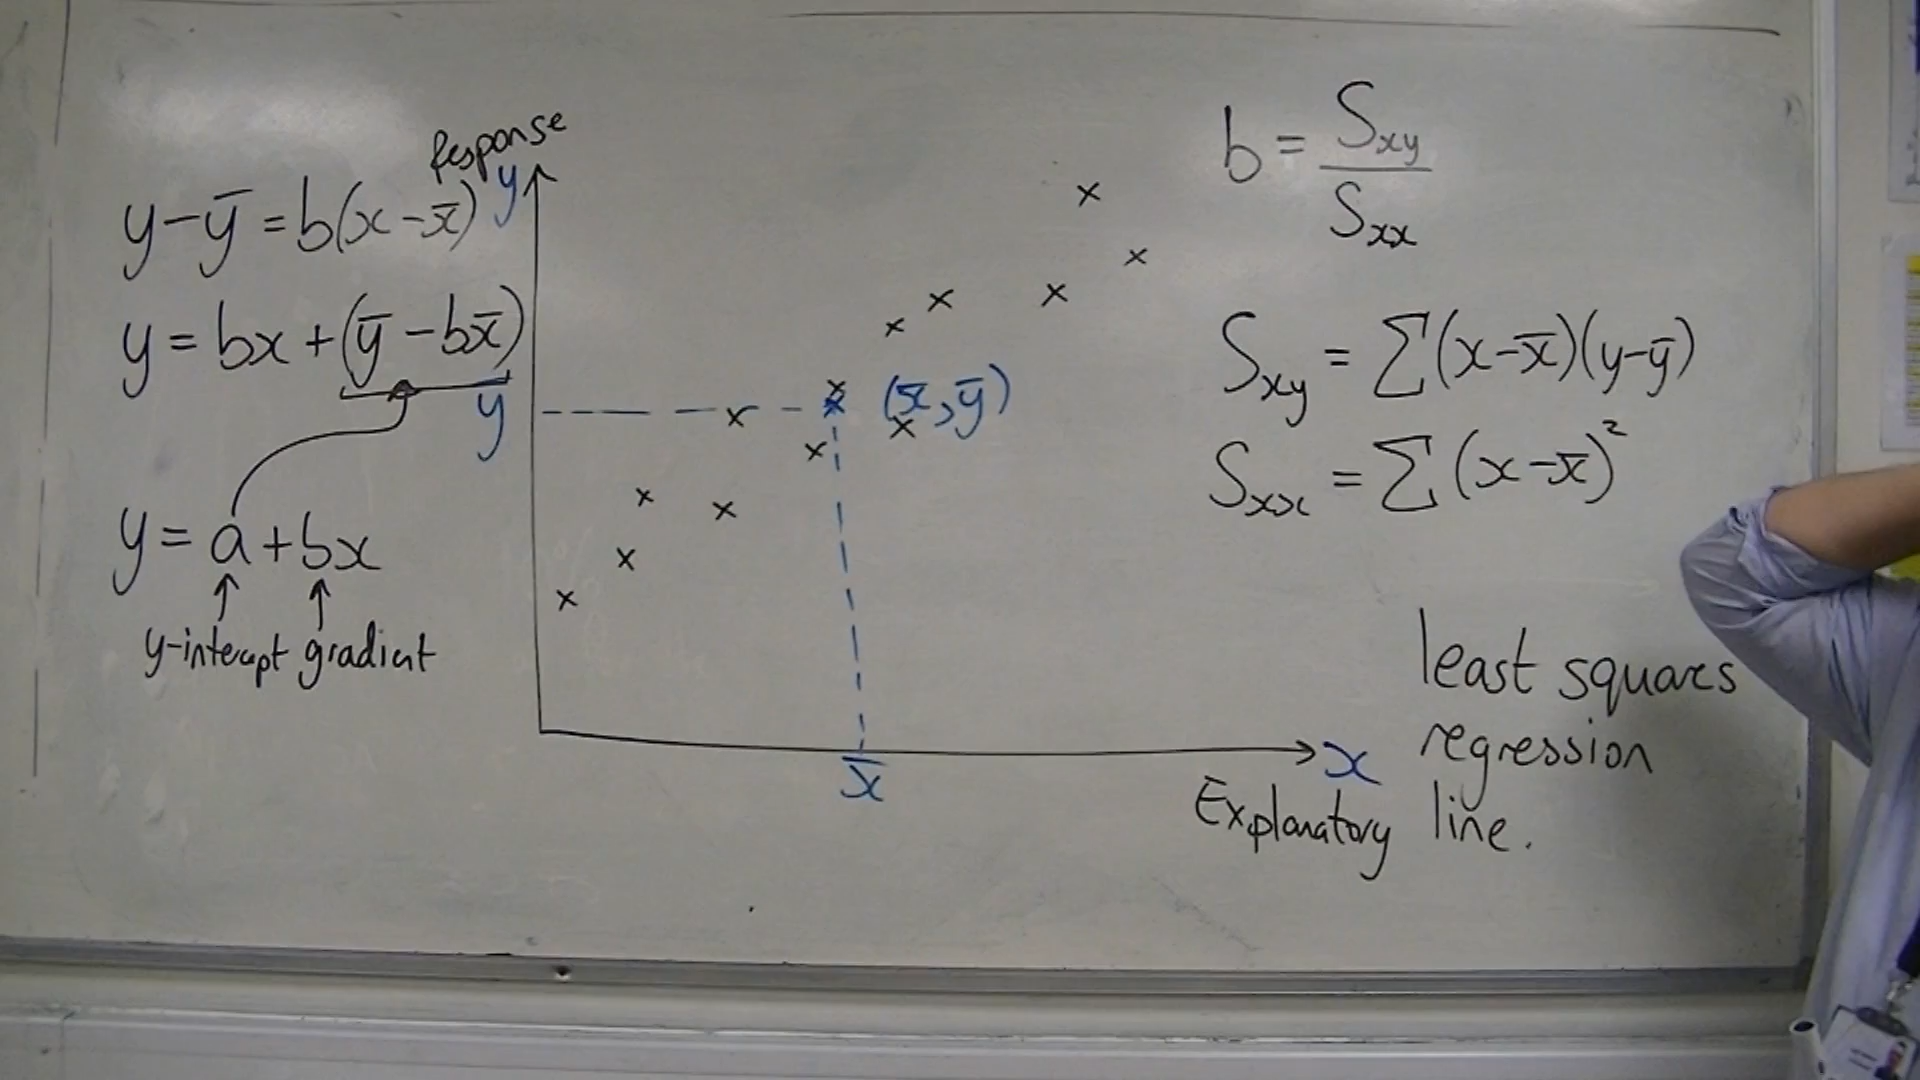 Response
y
y-ȳ=b(x-x̄)
y=bx+(ȳ-bx̄)
ȳ
y=a+bx
y-intercept gradient
(x̄,ȳ)
x̄
x
Explanatory
b=Sxy/Sxx
Sxy=∑(x-x̄)(y-ȳ)
Sxx=∑(x-x̄)²
least squares
regression
line.